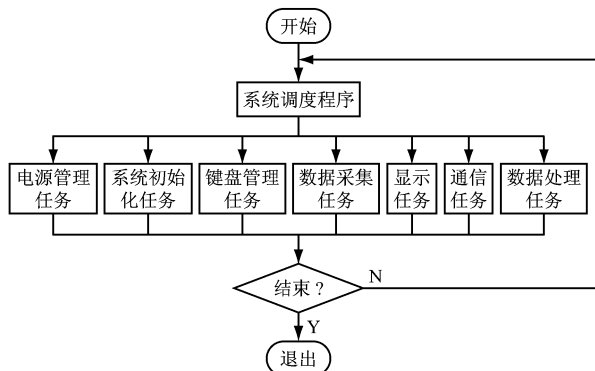 开始
系统调度程序
电源管理
任务
系统初始
化任务
键盘管理
任务
数据采集
任务
显示
任务
通信
任务
数据处理
任务
结束?
N
Y
退出